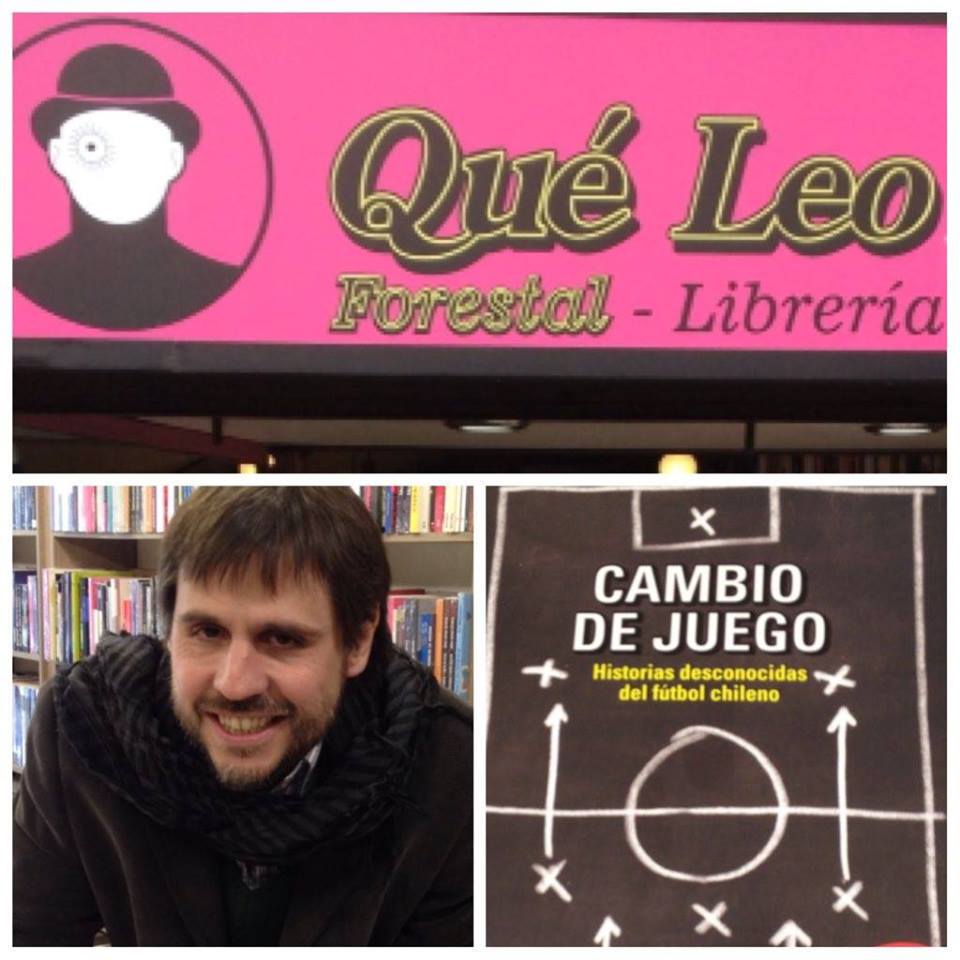 Qué Leo
Forestal - Librería
CAMBIO
DE JUEGO
Historias desconocidas
del fútbol chileno